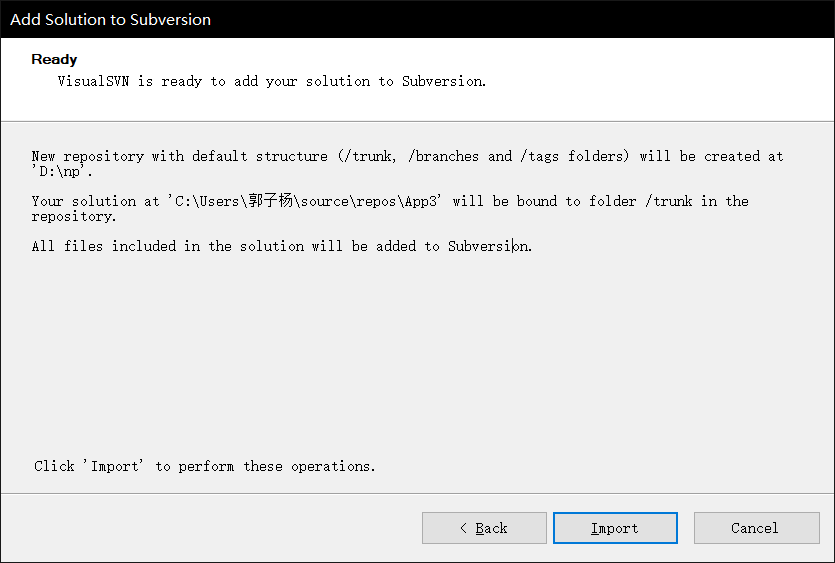 Add Solution to Subversion
Ready
VisualSVN is ready to add your solution to Subversion.
New repository with default structure (/trunk, /branches and /tags folders) will be created at
'D:\np'.
Your solution at 'C:\Users\郭子杨\source\repos\App3' will be bound to folder /trunk in the
repository.
All files included in the solution will be added to Subversion.
Click 'Import' to perform these operations.
< Back
Import
Cancel